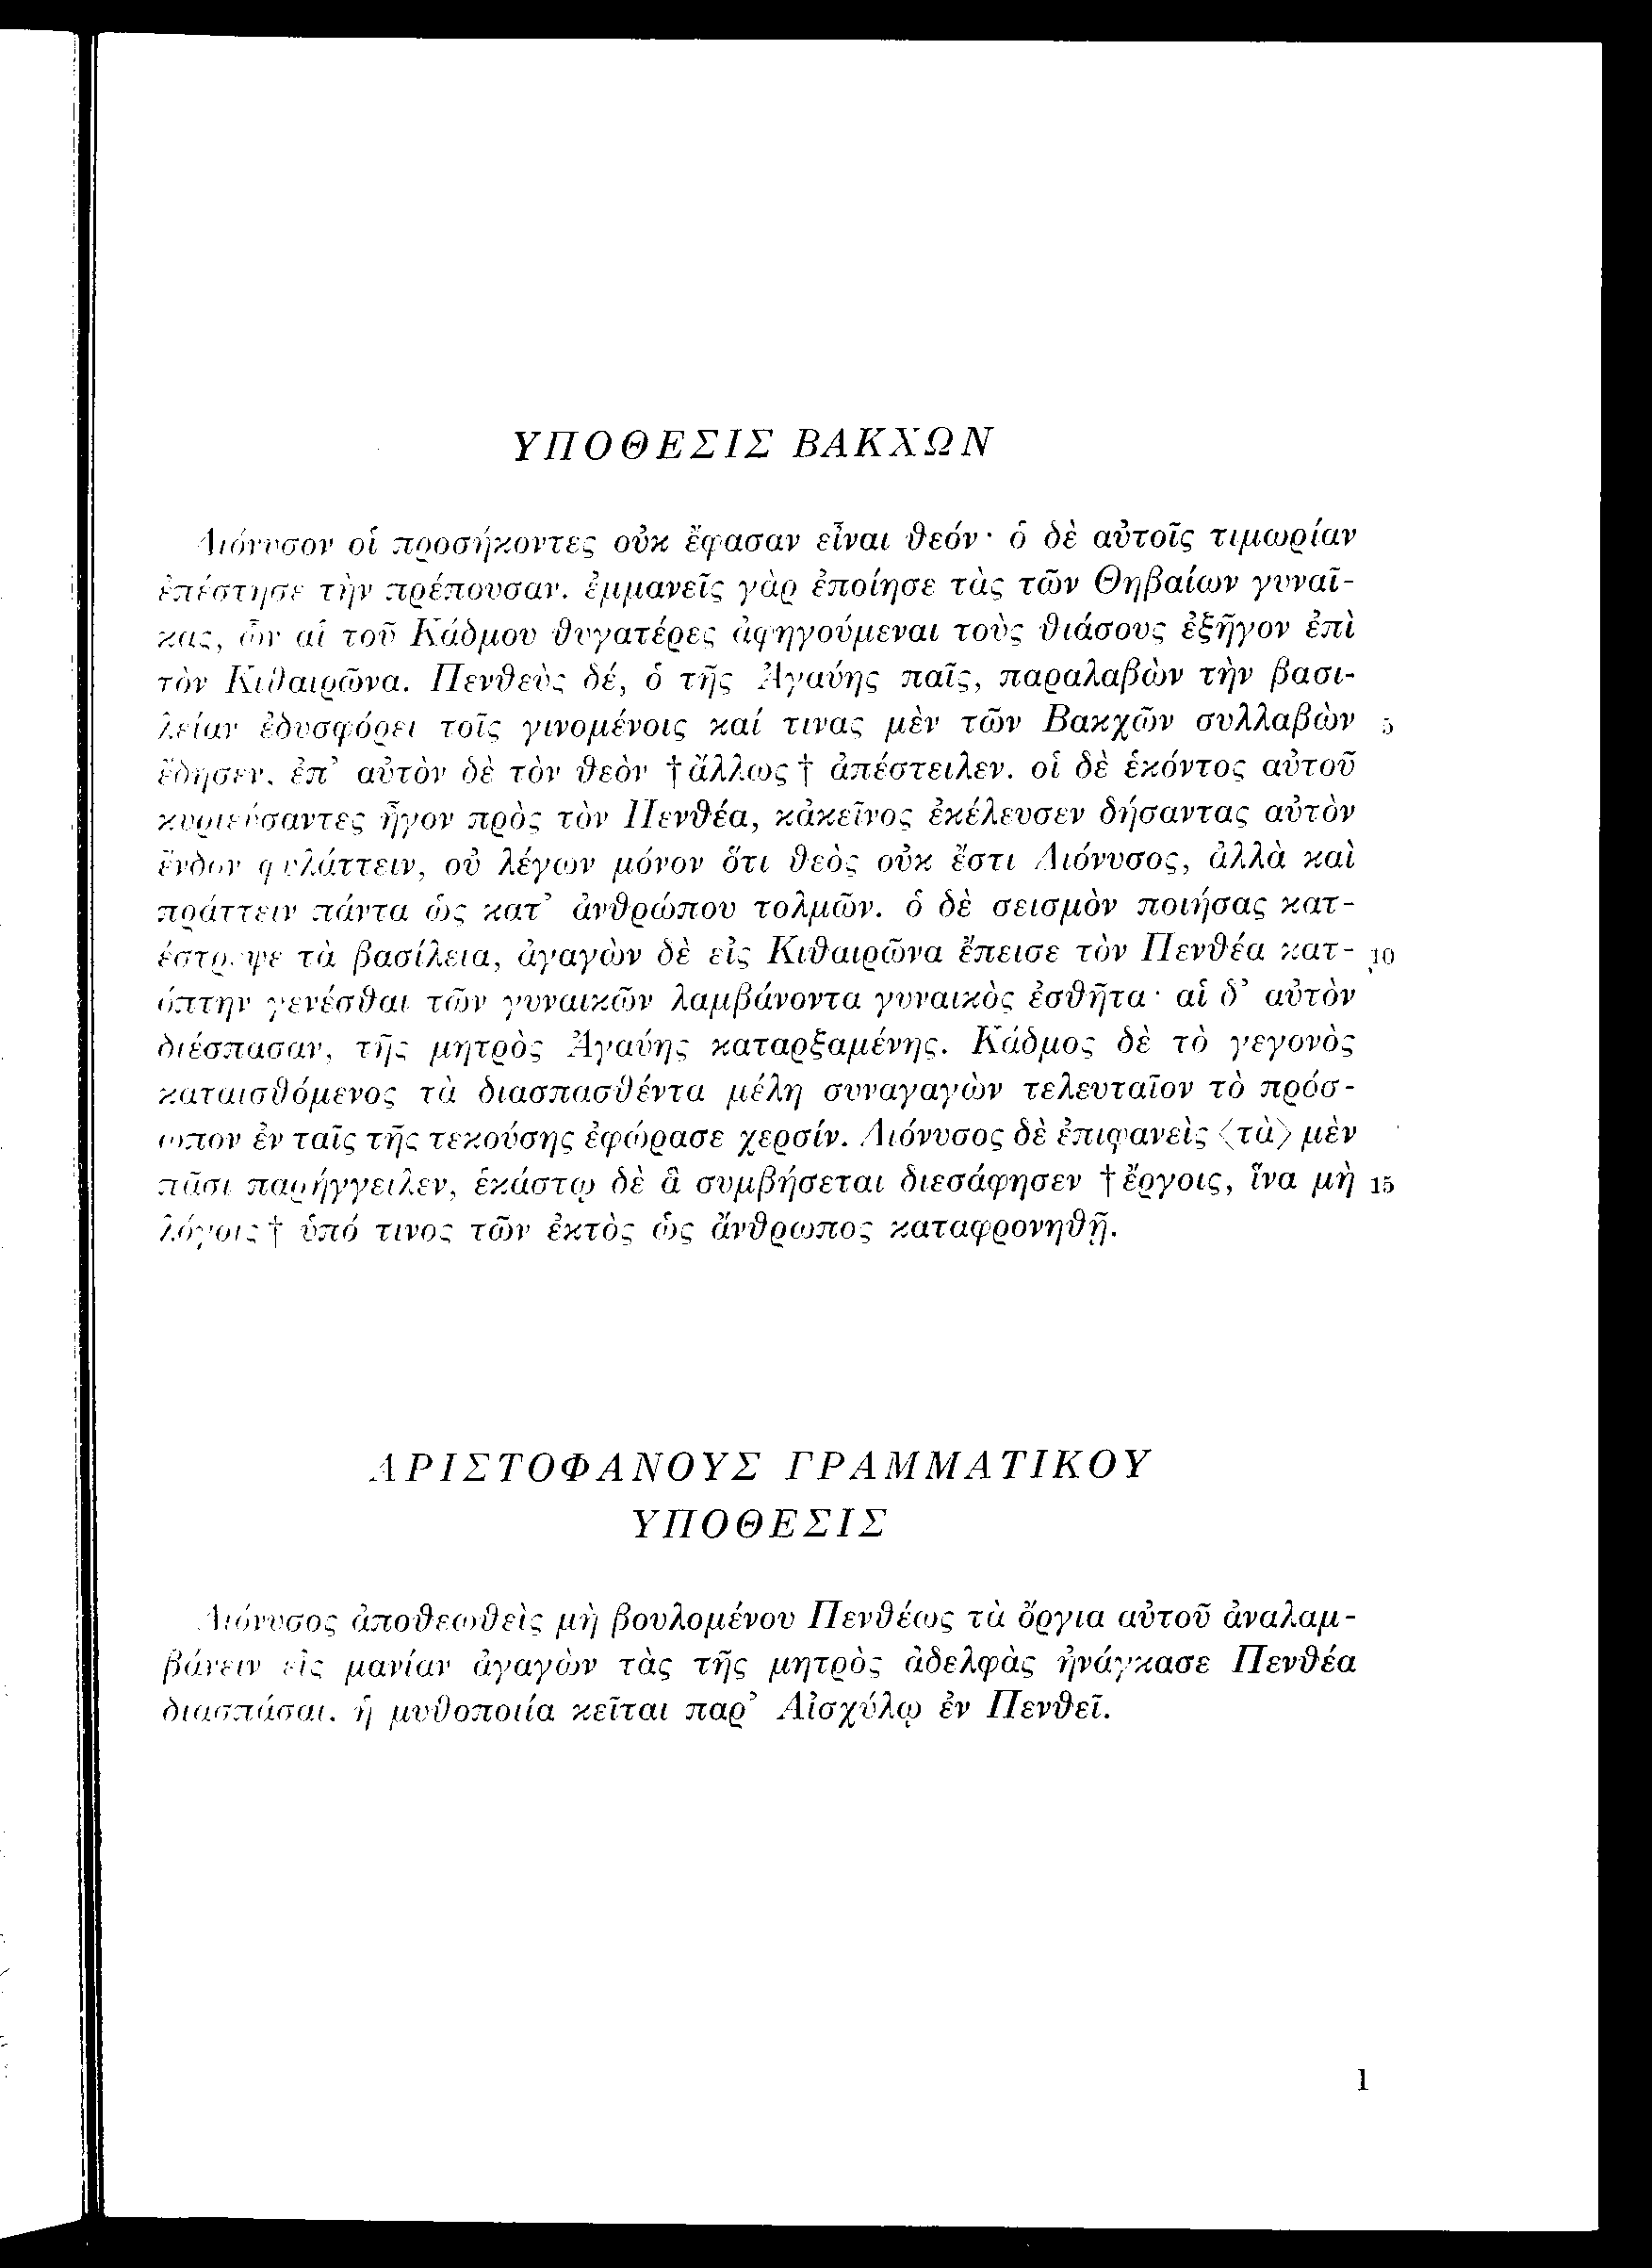 ΥΠΟΘΕΣΙΣ ΒΑΚΧΩΝ
Διόνυσον οἱ προσήκοντες οὐκ ἔφασαν εἶναι θεόν· ὁ δὲ αὐτοῖς τιμωρίαν
ἐπέστησε τὴν πρέπουσαν. ἐμμανεῖς γὰρ ἐποίησε τὰς τῶν Θηβαίων γυναῖ-
κας, ὧν αἱ τοῦ Κάδμου θυγατέρες ἀφηγούμεναι τοὺς θιάσους ἐξῆγον ἐπὶ
τὸν Κιθαιρῶνα. Πενθεὺς δέ, ὁ τῆς Ἀγαύης παῖς, παραλαβὼν τὴν βασι-
λείαν ἐδυσφόρει τοῖς γινομένοις καί τινας μὲν τῶν Βακχῶν συλλαβὼν 5
ἔδησεν, ἐπ’ αὐτὸν δὲ τὸν θεὸν †ἄλλως† ἀπέστειλεν. οἱ δὲ ἑκόντος αὐτοῦ
κυριεύσαντες ἦγον πρὸς τὸν Πενθέα, κἀκεῖνος ἐκέλευσεν δήσαντας αὐτὸν
ἔνδον φυλάττειν, οὐ λέγων μόνον ὅτι θεὸς οὐκ ἔστι Διόνυσος, ἀλλὰ καὶ
πράττειν πάντα ὡς κατ’ ἀνθρώπου τολμῶν. ὁ δὲ σεισμὸν ποιήσας κατ-
έστρεψε τὰ βασίλεια, ἀγαγὼν δὲ εἰς Κιθαιρῶνα ἔπεισε τὸν Πενθέα κατ- 10
όπτην γενέσθαι τῶν γυναικῶν λαμβάνοντα γυναικὸς ἐσθῆτα· αἱ δ’ αὐτὸν
διέσπασαν, τῆς μητρὸς Ἀγαύης καταρξαμένης. Κάδμος δὲ τὸ γεγονὸς
καταισθόμενος τὰ διασπασθέντα μέλη συναγαγὼν τελευταῖον τὸ πρόσ-
ωπον ἐν ταῖς τῆς τεκούσης ἐφώρασε χερσίν. Διόνυσος δὲ ἐπιφανεὶς ⟨τὰ⟩ μὲν
πᾶσι παρήγγειλεν, ἑκάστῳ δὲ ἃ συμβήσεται διεσάφησεν †ἔργοις, ἵνα μὴ 15
λόγοις† ὑπό τινος τῶν ἐκτὸς ὡς ἄνθρωπος καταφρονηθῇ.
ΑΡΙΣΤΟΦΑΝΟΥΣ ΓΡΑΜΜΑΤΙΚΟΥ
ΥΠΟΘΕΣΙΣ
Διόνυσος ἀποθεωθεὶς μὴ βουλομένου Πενθέως τὰ ὄργια αὐτοῦ ἀναλαμ-
βάνειν εἰς μανίαν ἀγαγὼν τὰς τῆς μητρὸς ἀδελφὰς ἠνάγκασε Πενθέα
διασπάσαι. ἡ μυθοποιία κεῖται παρ’ Αἰσχύλῳ ἐν Πενθεῖ.
1